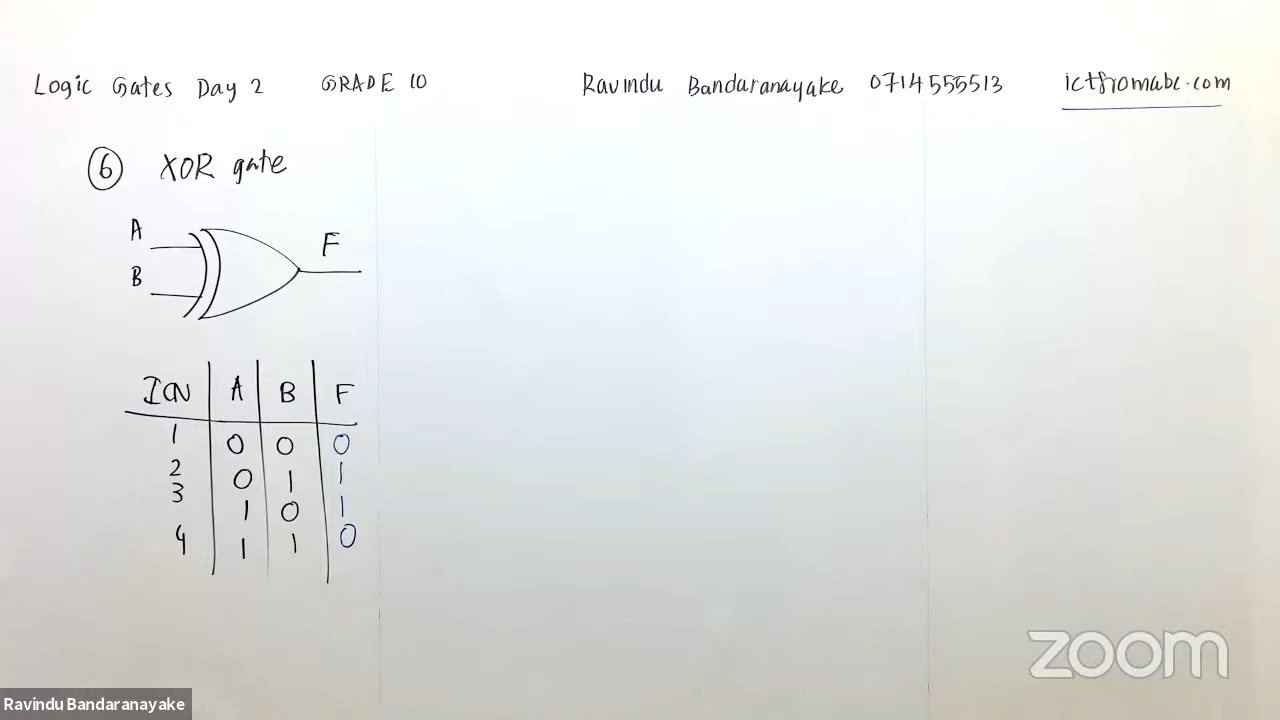 Logic Gates Day 2 GRADE 10 Ravindu Bandaranayake 0714555513 ictfromabc.com
6 XOR gate
A
F
B
ICN A B F
1 0 0 0
2 0 1 1
3 1 0 1
4 1 1 0
zoom
Ravindu Bandaranayake